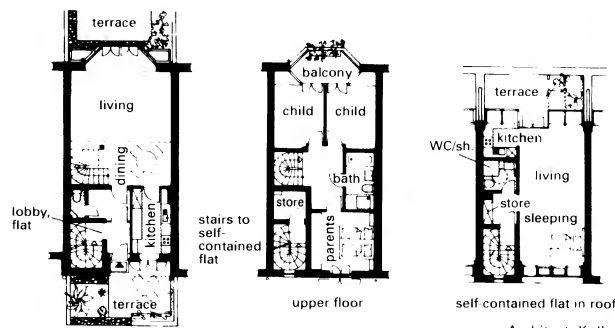 terrace
living
dining
lobby,
flat
kitchen
terrace
stairs to
self-
contained
flat
balcony
child child
bath
store
parents
upper floor
terrace
kitchen
WC/sh.
living
store
sleeping
self-contained flat in roof